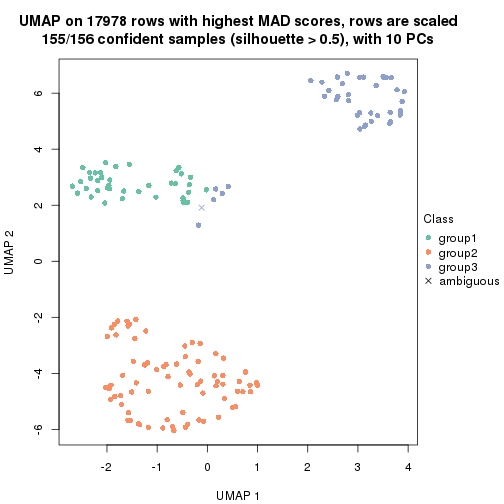 UMAP on 17978 rows with highest MAD scores, rows are scaled
155/156 confident samples (silhouette > 0.5), with 10 PCs
6
4
2
0
-2
-4
-6
UMAP 2
Class
group1
group2
group3
ambiguous
-2
-1
0
1
2
3
4
UMAP 1